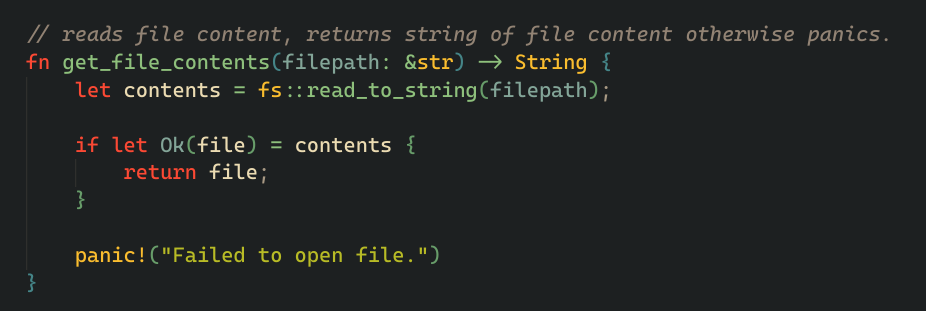 // reads file content, returns string of file content otherwise panics.
fn get_file_contents(filepath: &str) -> String {
    let contents = fs::read_to_string(filepath);

    if let Ok(file) = contents {
        return file;
    }

    panic!("Failed to open file.")
}